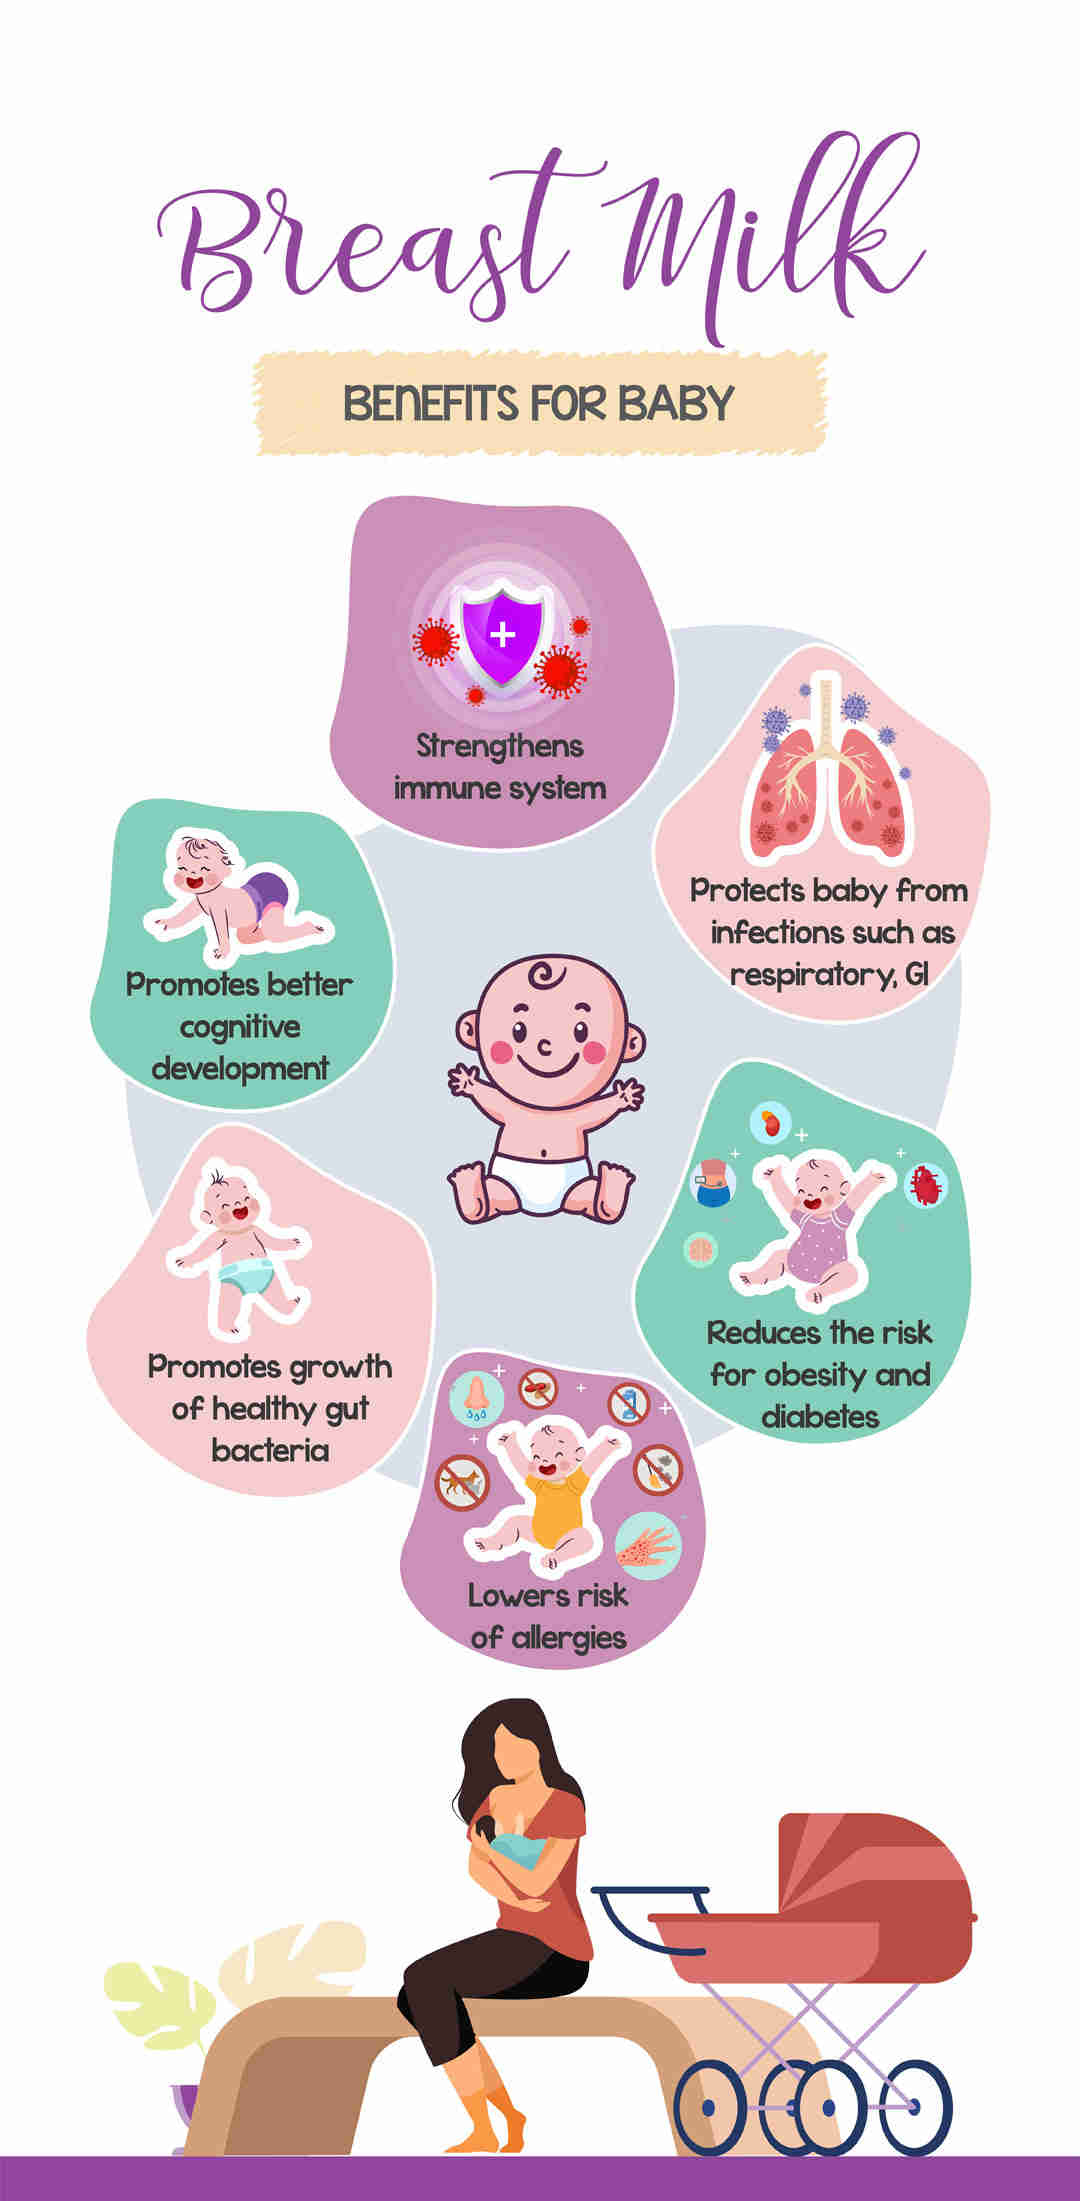 Breast Milk
BENEFITS FOR BABY
Strengthens
immune system
Protects baby from
infections such as
respiratory, GI
Promotes better
cognitive
development
Reduces the risk
for obesity and
diabetes
Promotes growth
of healthy gut
bacteria
Lowers risk
of allergies